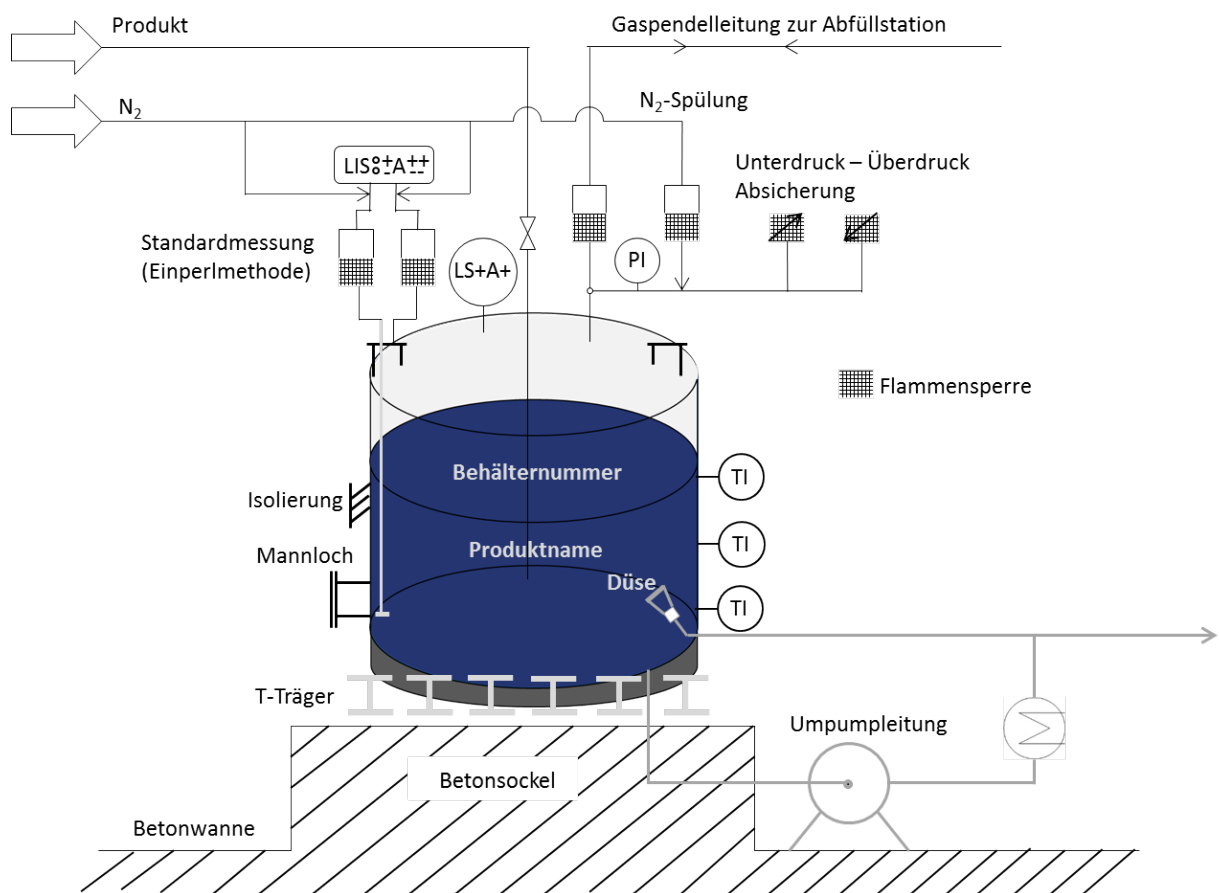 Produkt
Gaspendelleitung zur Abfüllstation
N₂
N₂-Spülung
LIS°₀±A⁺⁺₋₋
Unterdruck – Überdruck
Absicherung
Standardmessung
(Einperlmethode)
LS+A+
PI
Flammensperre
Behälternummer
TI
Isolierung
Produktname
TI
Mannloch
Düse
TI
T-Träger
Umpumpleitung
Betonsockel
Betonwanne